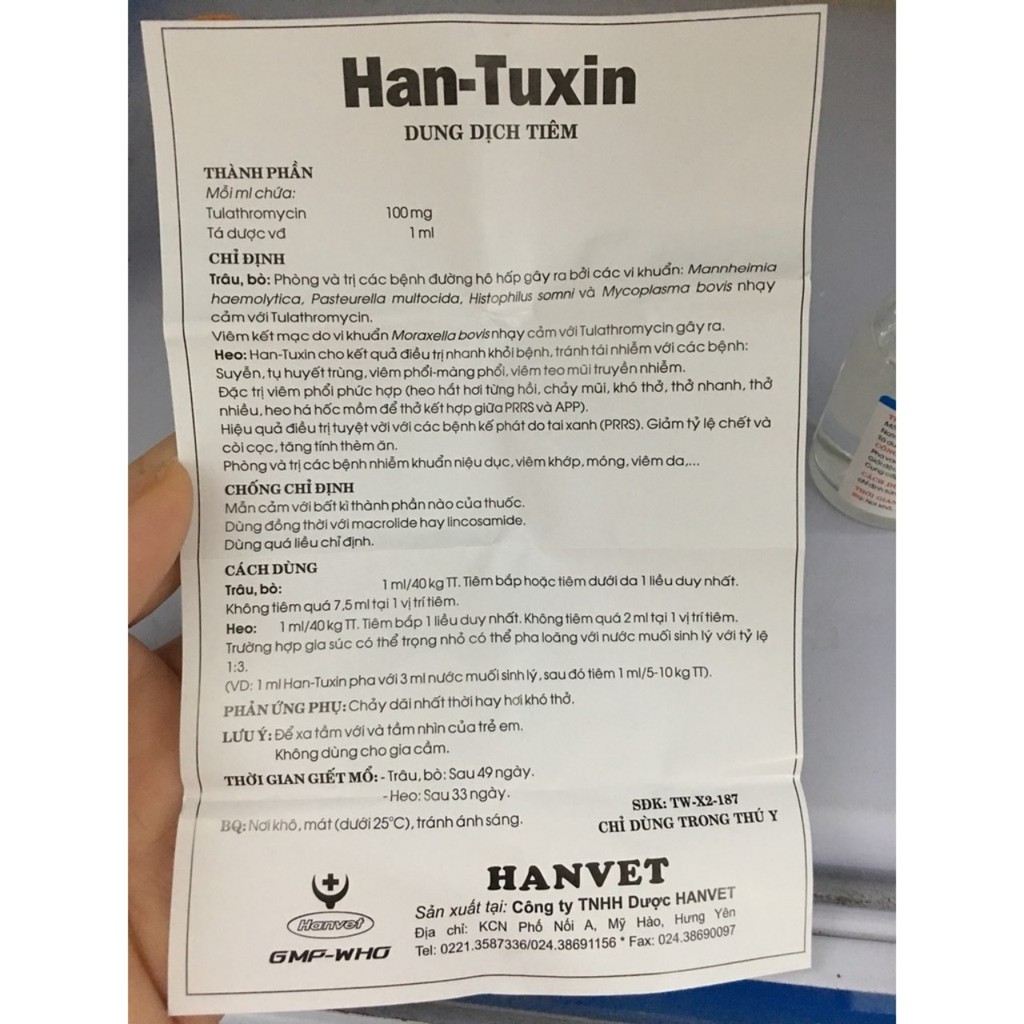 Han-Tuxin
DUNG DỊCH TIÊM
THÀNH PHẦN
Mỗi ml chứa:
Tulathromycin 100 mg
Tá dược vđ 1 ml
CHỈ ĐỊNH
Trâu, bò: Phòng và trị các bệnh đường hô hấp gây ra bởi các vi khuẩn: Mannheimia
haemolytica, Pasteurella multocida, Histophilus somni và Mycoplasma bovis nhạy
cảm với Tulathromycin.
Viêm kết mạc do vi khuẩn Moraxella bovis nhạy cảm với Tulathromycin gây ra.
Heo: Han-Tuxin cho kết quả điều trị nhanh khỏi bệnh, tránh tái nhiễm với các bệnh:
Suyễn, tụ huyết trùng, viêm phổi-màng phổi, viêm teo mũi truyền nhiễm.
Đặc trị viêm phổi phức hợp (heo hắt hơi từng hồi, chảy mũi, khó thở, thở nhanh, thở
nhiều, heo há hốc mồm để thở kết hợp giữa PRRS và APP).
Hiệu quả điều trị tuyệt vời với các bệnh kế phát do tai xanh (PRRS). Giảm tỷ lệ chết và
còi cọc, tăng tính thèm ăn.
Phòng và trị các bệnh nhiễm khuẩn niệu dục, viêm khớp, móng, viêm da,...
CHỐNG CHỈ ĐỊNH
Mẫn cảm với bất kì thành phần nào của thuốc.
Dùng đồng thời với macrolide hay lincosamide.
Dùng quá liều chỉ định.
CÁCH DÙNG
Trâu, bò: 1 ml/40 kg TT. Tiêm bắp hoặc tiêm dưới da 1 liều duy nhất.
Không tiêm quá 7,5 ml tại 1 vị trí tiêm.
Heo: 1 ml/40 kg TT. Tiêm bắp 1 liều duy nhất. Không tiêm quá 2 ml tại 1 vị trí tiêm.
Trường hợp gia súc có thể trọng nhỏ có thể pha loãng với nước muối sinh lý với tỷ lệ
1:3.
(VD: 1 ml Han-Tuxin pha với 3 ml nước muối sinh lý, sau đó tiêm 1 ml/5-10 kg TT).
PHẢN ỨNG PHỤ: Chảy dãi nhất thời hay hơi khó thở.
LƯU Ý: Để xa tầm với và tầm nhìn của trẻ em.
Không dùng cho gia cầm.
THỜI GIAN GIẾT MỔ: - Trâu, bò: Sau 49 ngày.
- Heo: Sau 33 ngày.
BQ: Nơi khô, mát (dưới 25°C), tránh ánh sáng.
SĐK: TW-X2-187
CHỈ DÙNG TRONG THÚ Y
Hanvet
GMP-WHO
HANVET
Sản xuất tại: Công ty TNHH Dược HANVET
Địa chỉ: KCN Phố Nối A, Mỹ Hào, Hưng Yên
Tel: 0221.3587336/024.38691156 * Fax: 024.38690097